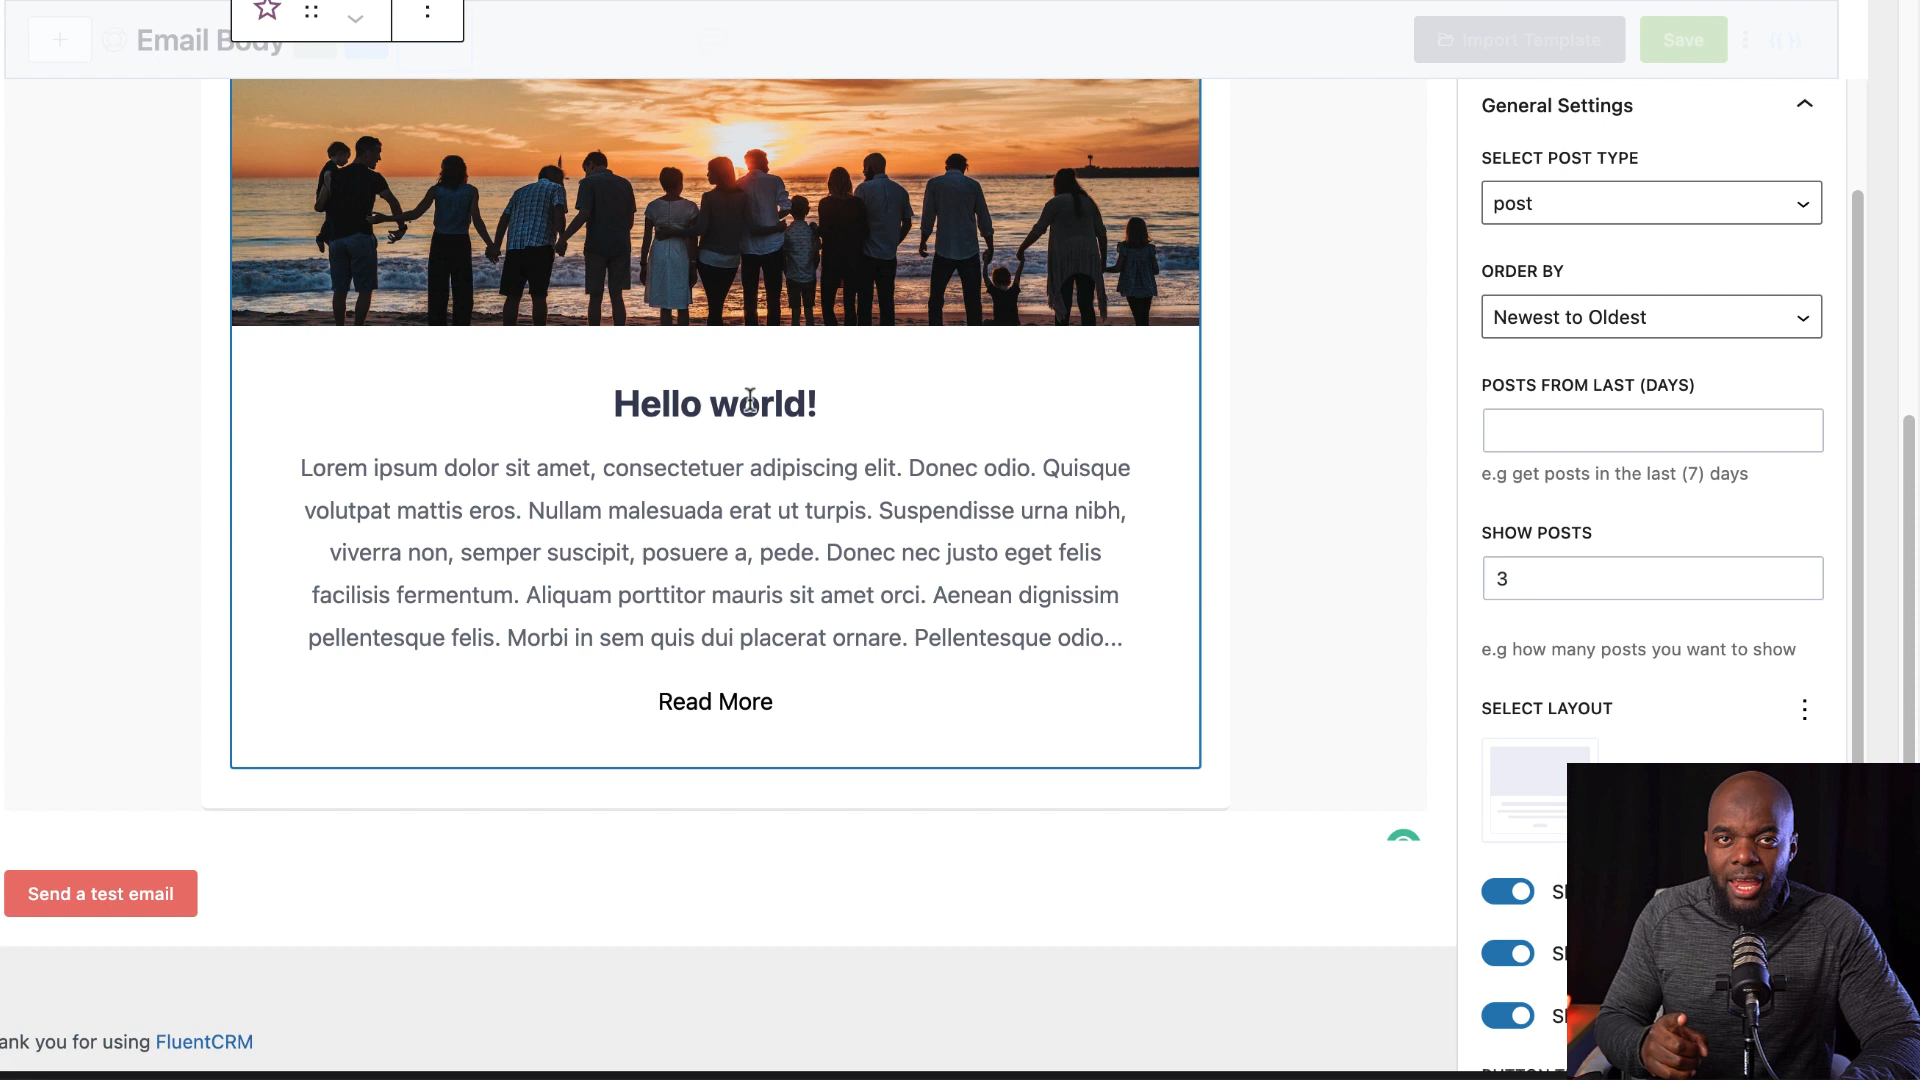 Email Body
Import Template
Save
General Settings
SELECT POST TYPE
post
ORDER BY
Newest to Oldest
POSTS FROM LAST (DAYS)
e.g get posts in the last (7) days
SHOW POSTS
3
e.g how many posts you want to show
SELECT LAYOUT
Hello world!
Lorem ipsum dolor sit amet, consectetuer adipiscing elit. Donec odio. Quisque
volutpat mattis eros. Nullam malesuada erat ut turpis. Suspendisse urna nibh,
viverra non, semper suscipit, posuere a, pede. Donec nec justo eget felis
facilisis fermentum. Aliquam porttitor mauris sit amet orci. Aenean dignissim
pellentesque felis. Morbi in sem quis dui placerat ornare. Pellentesque odio...
Read More
Send a test email
ank you for using FluentCRM